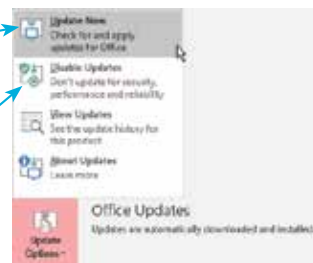 Update Now
Check for and apply
updates for Office
Disable Updates
Don't update for security,
performance and reliability
View Updates
See the update history for
this product
About Updates
Learn more
Update
Options
Office Updates
Updates are automatically downloaded and installed